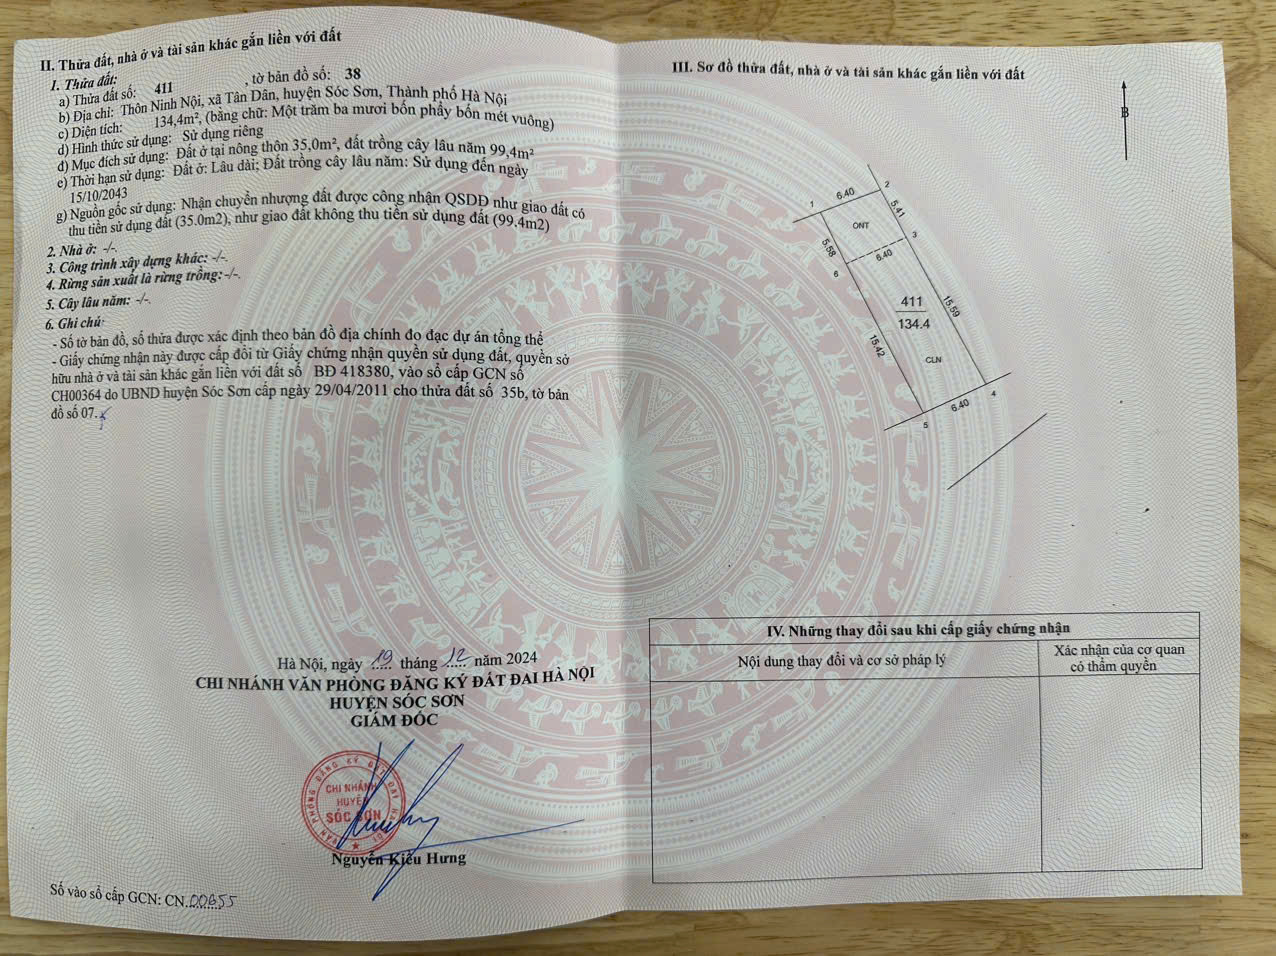 II. Thửa đất, nhà ở và tài sản khác gắn liền với đất
1. Thửa đất:
a) Thửa đất số: 411 , tờ bản đồ số: 38
b) Địa chỉ: Thôn Ninh Nội, xã Tân Dân, huyện Sóc Sơn, Thành phố Hà Nội
c) Diện tích: 134,4m², (bằng chữ: Một trăm ba mươi bốn phẩy bốn mét vuông)
d) Hình thức sử dụng: Sử dụng riêng
đ) Mục đích sử dụng: Đất ở tại nông thôn 35,0m², đất trồng cây lâu năm 99,4m²
e) Thời hạn sử dụng: Đất ở: Lâu dài; Đất trồng cây lâu năm: Sử dụng đến ngày
15/10/2043
g) Nguồn gốc sử dụng: Nhận chuyển nhượng đất được công nhận QSDĐ như giao đất có
thu tiền sử dụng đất (35.0m2), như giao đất không thu tiền sử dụng đất (99,4m2)
2. Nhà ở: -/-.
3. Công trình xây dựng khác: -/-.
4. Rừng sản xuất là rừng trồng:-/-.
5. Cây lâu năm: -/-.
6. Ghi chú:
- Số tờ bản đồ, số thửa được xác định theo bản đồ địa chính đo đạc dự án tổng thể
- Giấy chứng nhận này được cấp đổi từ Giấy chứng nhận quyền sử dụng đất, quyền sở
hữu nhà ở và tài sản khác gắn liền với đất số BĐ 418380, vào sổ cấp GCN số
CH00364 do UBND huyện Sóc Sơn cấp ngày 29/04/2011 cho thửa đất số 35b, tờ bản
đồ số 07.
Hà Nội, ngày 19 tháng 12 năm 2024
CHI NHÁNH VĂN PHÒNG ĐĂNG KÝ ĐẤT ĐAI HÀ NỘI
HUYỆN SÓC SƠN
GIÁM ĐỐC
VĂN PHÒNG ĐĂNG KÝ ĐẤT ĐAI HÀ NỘI
CHI NHÁNH
HUYỆN
SÓC SƠN
Nguyễn Kiều Hưng
Số vào sổ cấp GCN: CN.00855
III. Sơ đồ thửa đất, nhà ở và tài sản khác gắn liền với đất
B
1
6.40
2
5.41
ONT
5.58
3
6
6.40
411
134.4
15.59
15.42
CLN
4
6.40
5
IV. Những thay đổi sau khi cấp giấy chứng nhận
Nội dung thay đổi và cơ sở pháp lý
Xác nhận của cơ quan
có thẩm quyền